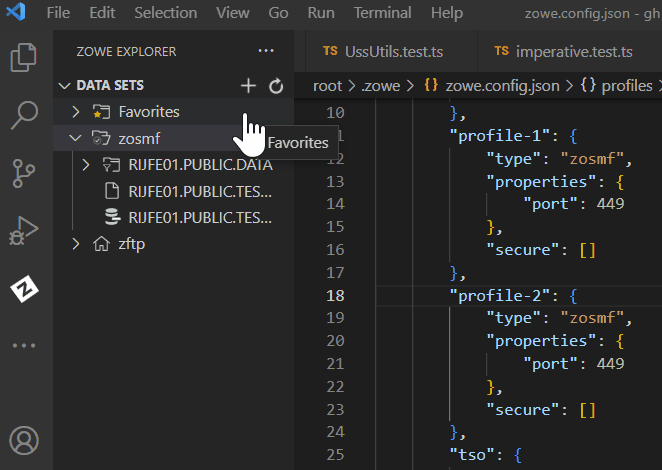 File Edit Selection View Go Run Terminal Help zowe.config.json - gh
ZOWE EXPLORER ···
TS UssUtils.test.ts TS imperative.test.ts
DATA SETS
root > .zowe > {} zowe.config.json > {} profiles
Favorites
zosmf
Favorites
RIJFE01.PUBLIC.DATA
RIJFE01.PUBLIC.TES...
RIJFE01.PUBLIC.TES...
zftp
10 },
11 "profile-1": {
12 "type": "zosmf",
13 "properties": {
14 "port": 449
15 },
16 "secure": []
17 },
18 "profile-2": {
19 "type": "zosmf",
20 "properties": {
21 "port": 449
22 },
23 "secure": []
24 },
25 "tso": {